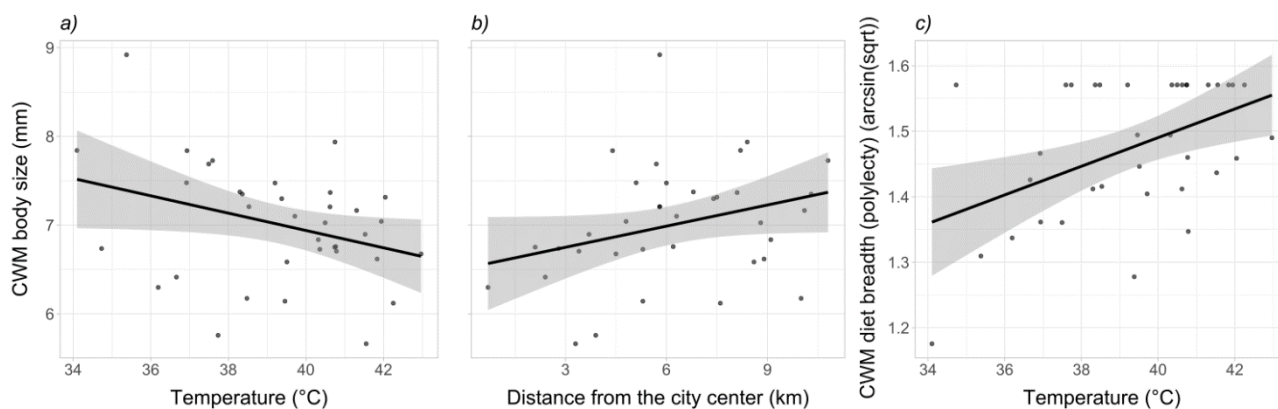 a)
b)
c)
CWM body size (mm)
9
8
7
6
34
36
38
40
42
Temperature (°C)
3
6
9
Distance from the city center (km)
CWM diet breadth (polylecty) (arcsin(sqrt))
1.6
1.5
1.4
1.3
1.2
34
36
38
40
42
Temperature (°C)